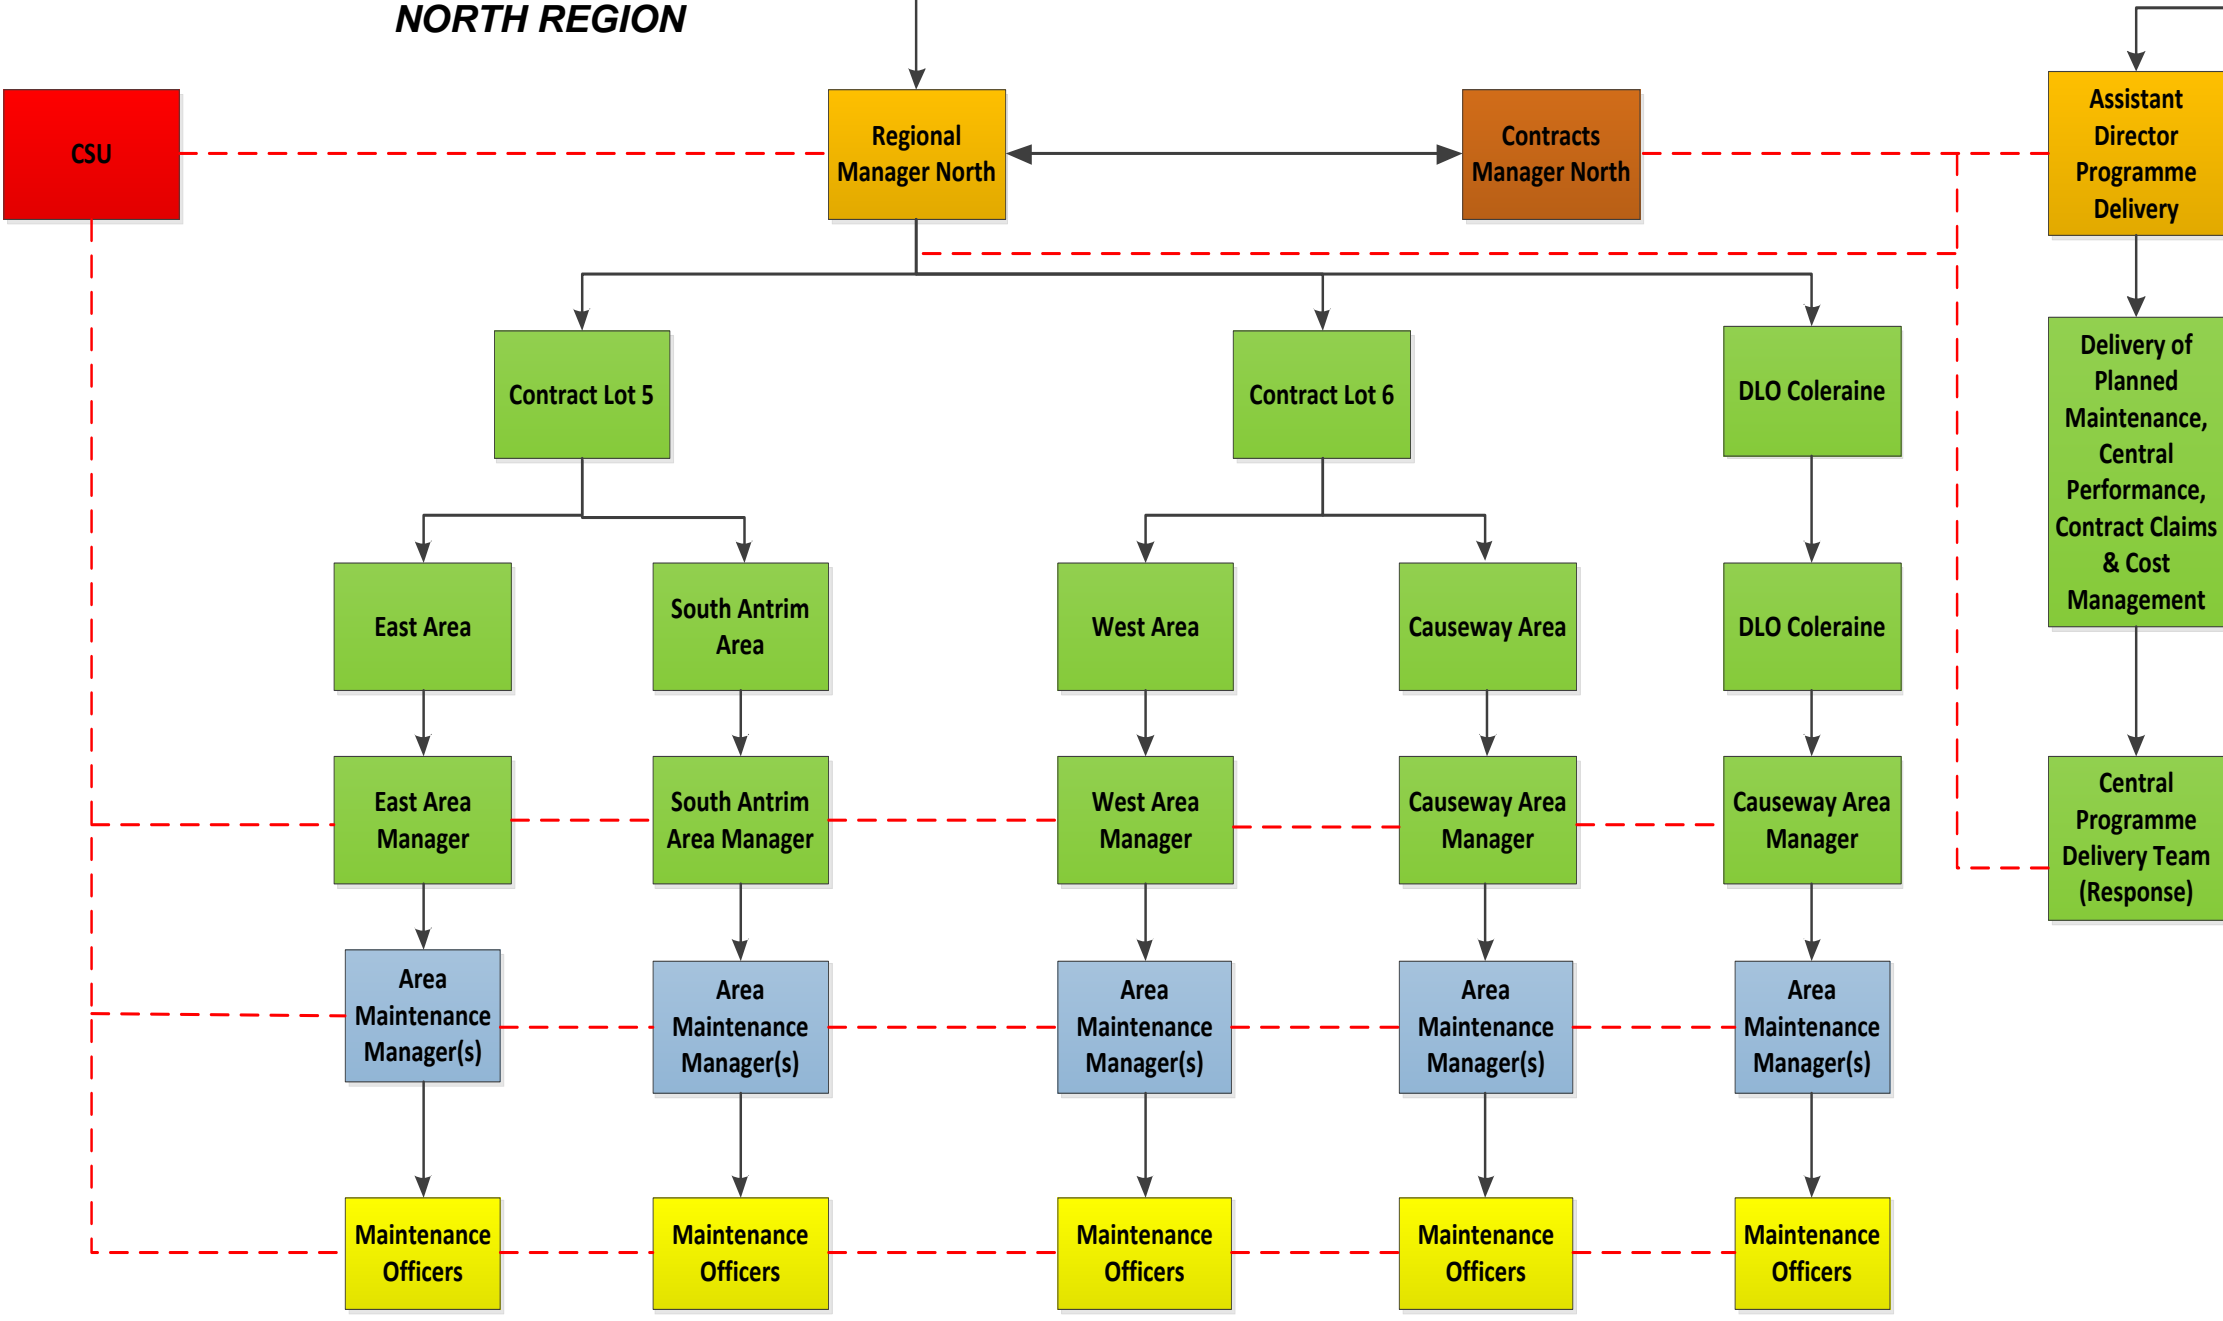 NORTH REGION
CSU
Regional
Manager North
Contracts
Manager North
Assistant
Director
Programme
Delivery
Contract Lot 5
Contract Lot 6
DLO Coleraine
Delivery of
Planned
Maintenance,
Central
Performance,
Contract Claims
& Cost
Management
East Area
South Antrim
Area
West Area
Causeway Area
DLO Coleraine
East Area
Manager
South Antrim
Area Manager
West Area
Manager
Causeway Area
Manager
Causeway Area
Manager
Central
Programme
Delivery Team
(Response)
Area
Maintenance
Manager(s)
Area
Maintenance
Manager(s)
Area
Maintenance
Manager(s)
Area
Maintenance
Manager(s)
Area
Maintenance
Manager(s)
Maintenance
Officers
Maintenance
Officers
Maintenance
Officers
Maintenance
Officers
Maintenance
Officers